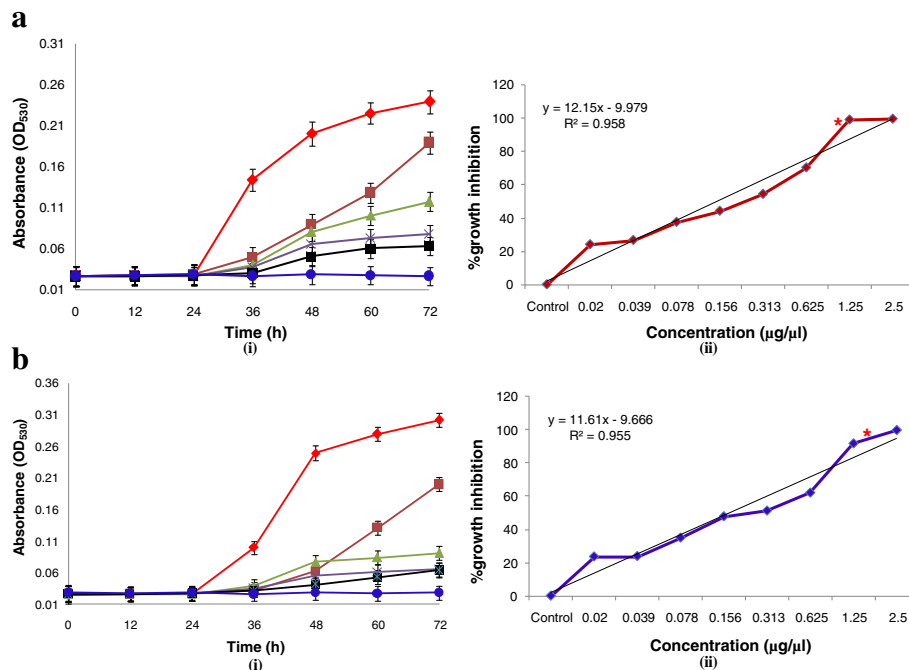 a
0.31
0.26
0.21
0.16
0.11
0.06
0.01
Absorbance (OD530)
0 12 24 36 48 60 72
Time (h)
(i)
120
100
80
60
40
20
0
%growth inhibition
y = 12.15x - 9.979
R² = 0.958
*
Control 0.02 0.039 0.078 0.156 0.313 0.625 1.25 2.5
Concentration (µg/µl)
(ii)
b
0.36
0.31
0.26
0.21
0.16
0.11
0.06
0.01
Absorbance (OD530)
0 12 24 36 48 60 72
Time (h)
(i)
120
100
80
60
40
20
0
%growth inhibition
y = 11.61x - 9.666
R² = 0.955
*
Control 0.02 0.039 0.078 0.156 0.313 0.625 1.25 2.5
Concentration (µg/µl)
(ii)